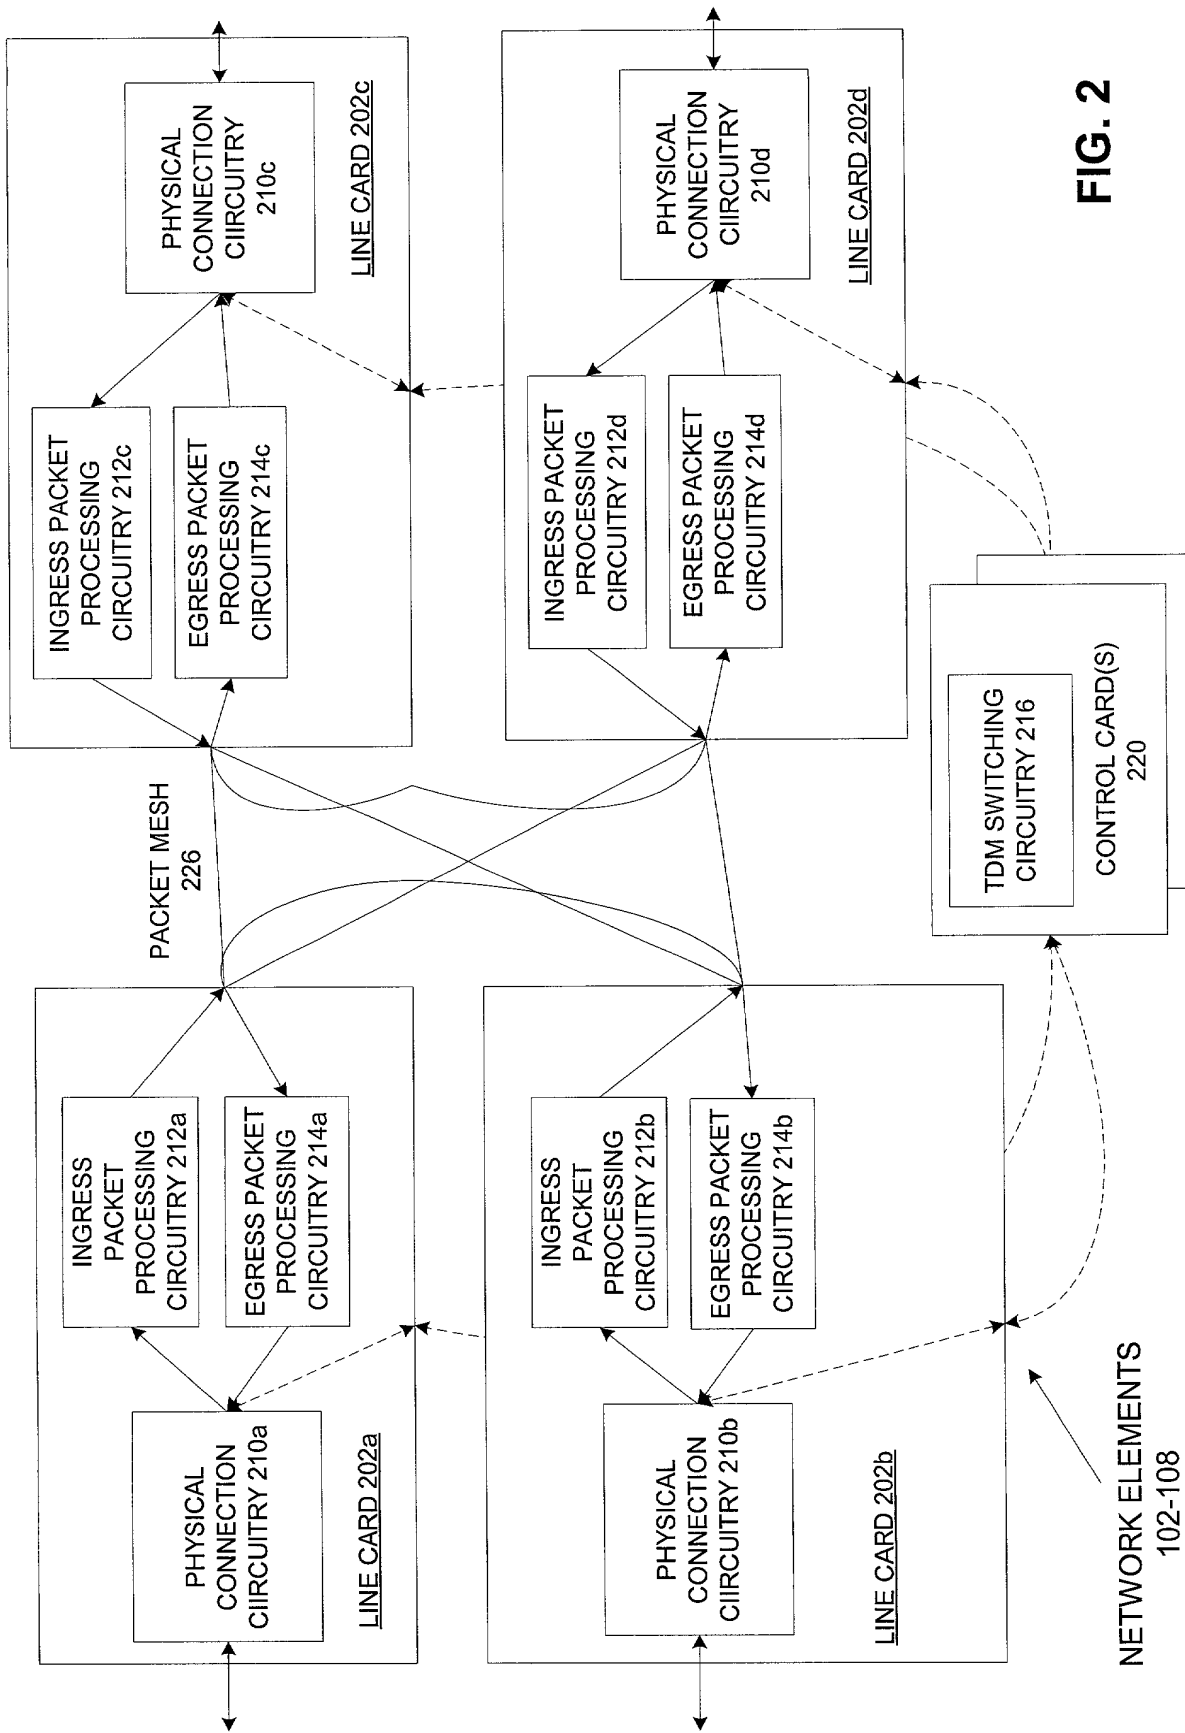 INGRESS
PACKET
PROCESSING
CIRCUITRY 212a
EGRESS PACKET
PROCESSING
CIRCUITRY 214a
PHYSICAL
CONNECTION
CIIRCUITRY 210a
LINE CARD 202a
PACKET MESH
226
INGRESS PACKET
PROCESSING
CIRCUITRY 212c
EGRESS PACKET
PROCESSING
CIRCUITRY 214c
PHYSICAL
CONNECTION
CIIRCUITRY
210c
LINE CARD 202c
INGRESS
PACKET
PROCESSING
CIRCUITRY 212b
EGRESS PACKET
PROCESSING
CIRCUITRY 214b
PHYSICAL
CONNECTION
CIIRCUITRY 210b
LINE CARD 202b
INGRESS PACKET
PROCESSING
CIRCUITRY 212d
EGRESS PACKET
PROCESSING
CIRCUITRY 214d
PHYSICAL
CONNECTION
CIIRCUITRY
210d
LINE CARD 202d
TDM SWITCHING
CIRCUITRY 216
CONTROL CARD(S)
220
NETWORK ELEMENTS
102-108
FIG. 2